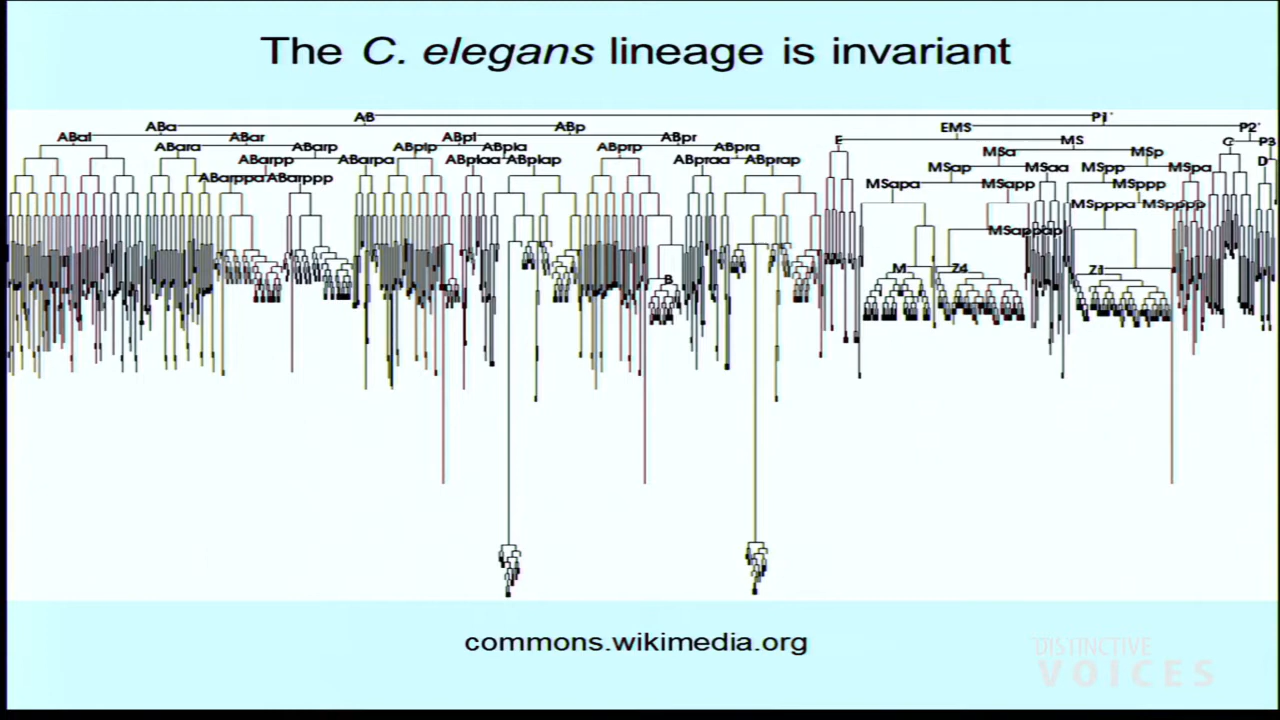 The C. elegans lineage is invariant
AB P1'
ABa ABp EMS P2'
ABal ABar ABpl ABpr E MS C P3
ABara ABarp ABplp ABpla ABprp ABpra MSa MSp D
ABarpp ABarpa ABplaa ABplap ABpraa ABprap MSap MSaa MSpp MSpa
ABarppa ABarppp MSapa MSapp MSppp
MSpppa MSpppp
MSappap
M Z4 Z1
B
commons.wikimedia.org
DISTINCTIVE
VOICES